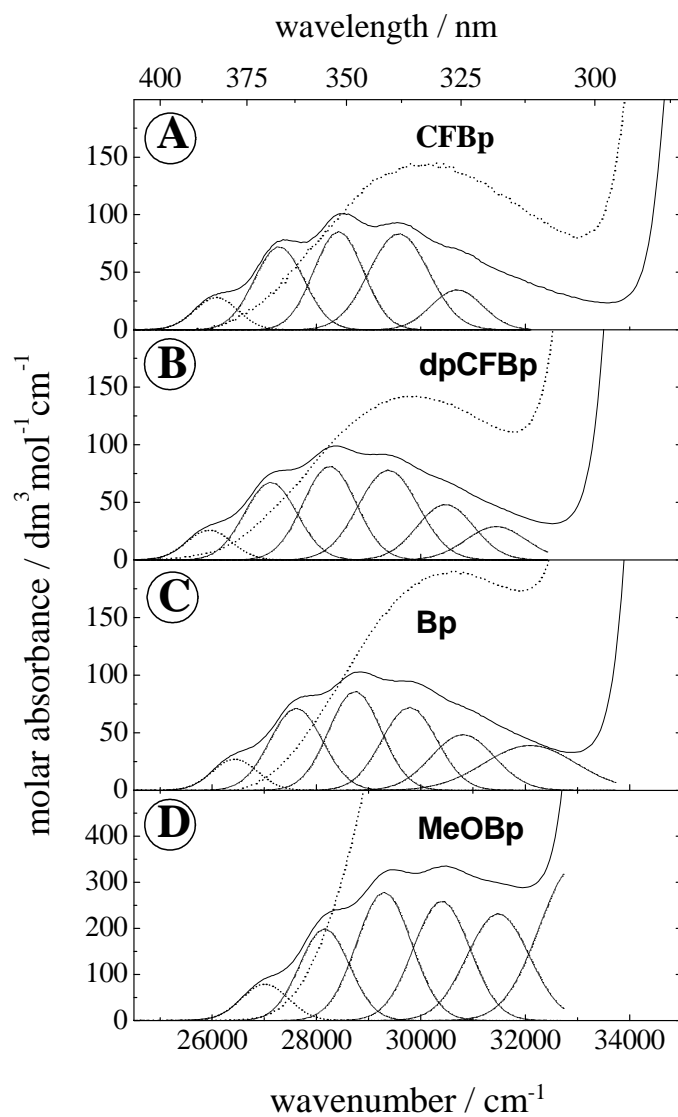 wavelength / nm
400 375 350 325 300
A CFBp
150
100
50
0
B dpCFBp
150
100
50
0
C Bp
150
100
50
0
D MeOBp
400
300
200
100
0
molar absorbance / dm³mol⁻¹cm⁻¹
26000 28000 30000 32000 34000
wavenumber / cm⁻¹